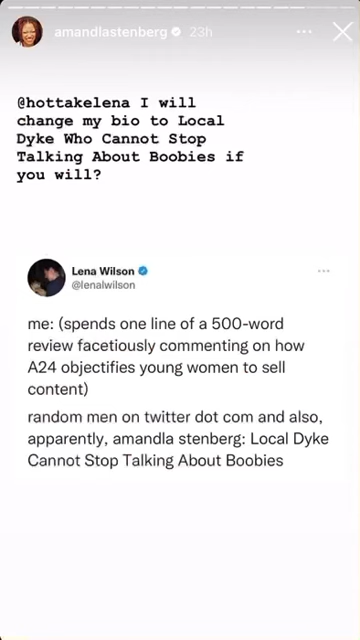 amandlastenberg 23h
@hottakelena I will
change my bio to Local
Dyke Who Cannot Stop
Talking About Boobies if
you will?
Lena Wilson
@lenalwilson
me: (spends one line of a 500-word
review facetiously commenting on how
A24 objectifies young women to sell
content)
random men on twitter dot com and also,
apparently, amandla stenberg: Local Dyke
Cannot Stop Talking About Boobies